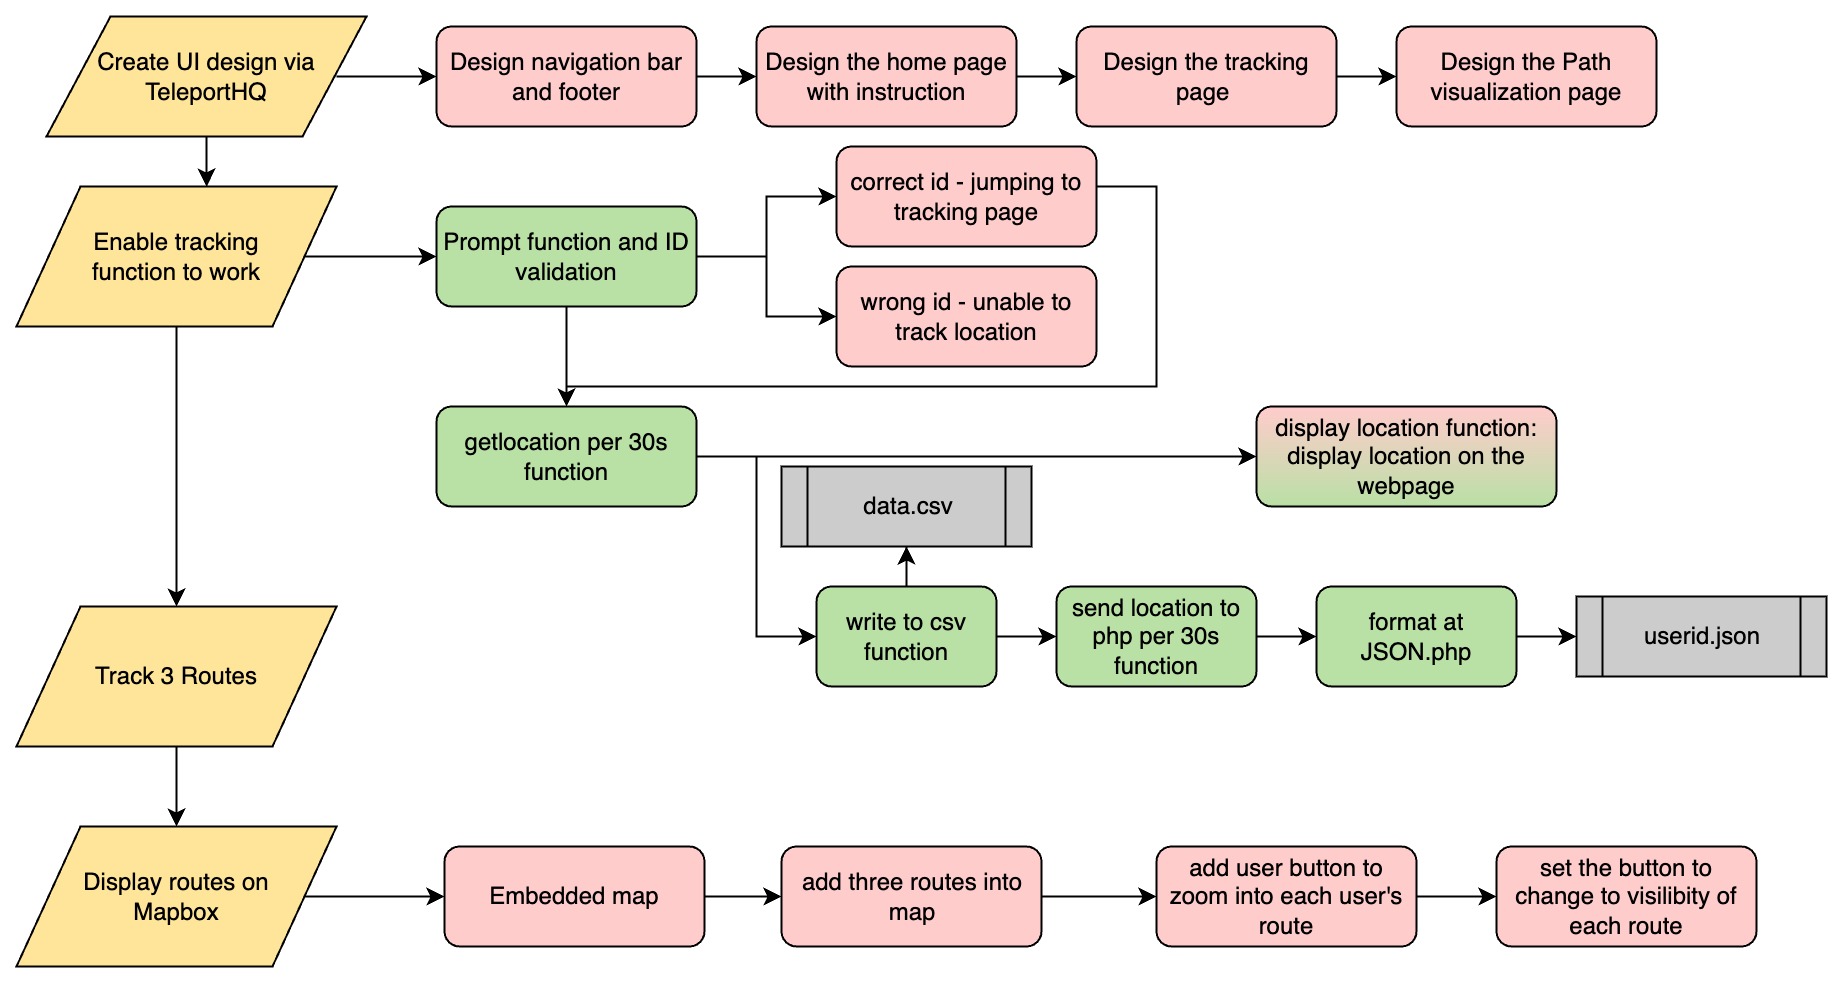 Create UI design via
TeleportHQ
Design navigation bar
and footer
Design the home page
with instruction
Design the tracking
page
Design the Path
visualization page
Enable tracking
function to work
Prompt function and ID
validation
correct id - jumping to
tracking page
wrong id - unable to
track location
getlocation per 30s
function
display location function:
display location on the
webpage
data.csv
write to csv
function
send location to
php per 30s
function
format at
JSON.php
userid.json
Track 3 Routes
Display routes on
Mapbox
Embedded map
add three routes into
map
add user button to
zoom into each user's
route
set the button to
change to visilibity of
each route